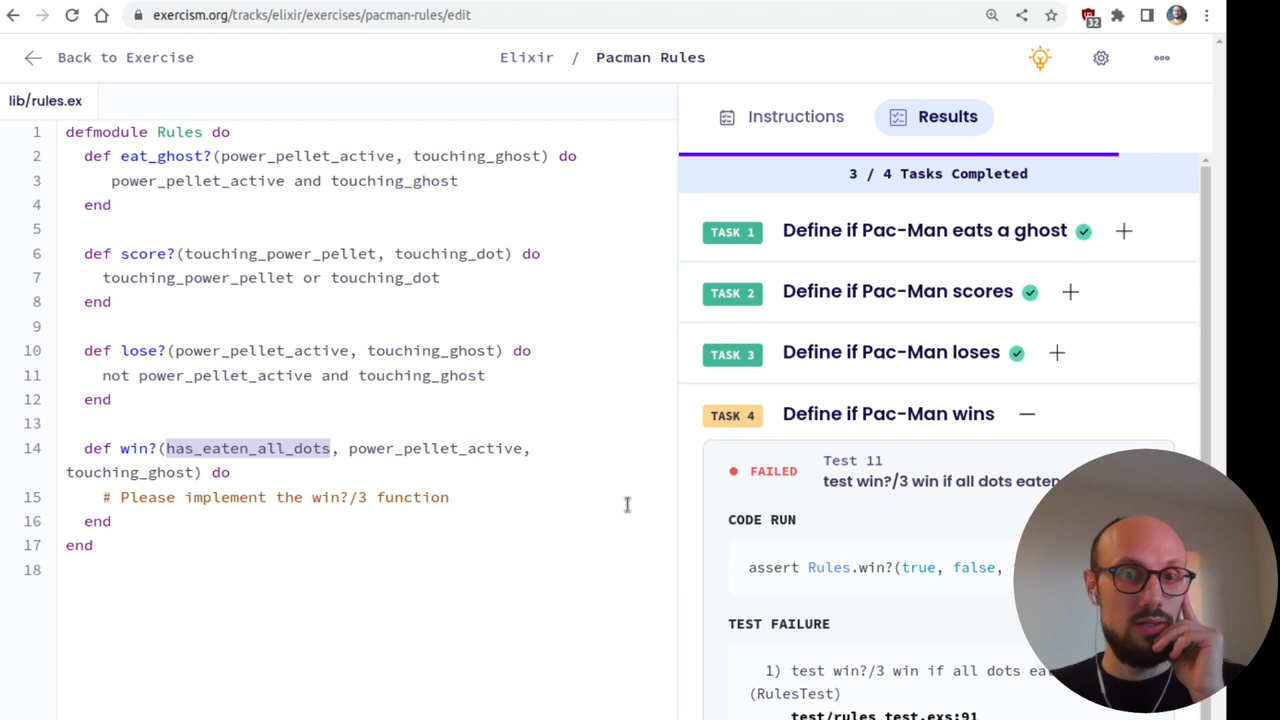 exercism.org/tracks/elixir/exercises/pacman-rules/edit
32
Back to Exercise
Elixir / Pacman Rules
lib/rules.ex
1 defmodule Rules do
2 def eat_ghost?(power_pellet_active, touching_ghost) do
3 power_pellet_active and touching_ghost
4 end
5
6 def score?(touching_power_pellet, touching_dot) do
7 touching_power_pellet or touching_dot
8 end
9
10 def lose?(power_pellet_active, touching_ghost) do
11 not power_pellet_active and touching_ghost
12 end
13
14 def win?(has_eaten_all_dots, power_pellet_active,
touching_ghost) do
15 # Please implement the win?/3 function
16 end
17 end
18
Instructions
Results
3 / 4 Tasks Completed
TASK 1 Define if Pac-Man eats a ghost
TASK 2 Define if Pac-Man scores
TASK 3 Define if Pac-Man loses
TASK 4 Define if Pac-Man wins
FAILED
Test 11
test win?/3 win if all dots eaten
CODE RUN
assert Rules.win?(true, false,
TEST FAILURE
1) test win?/3 win if all dots
(RulesTest)
test/rules_test.exs:91